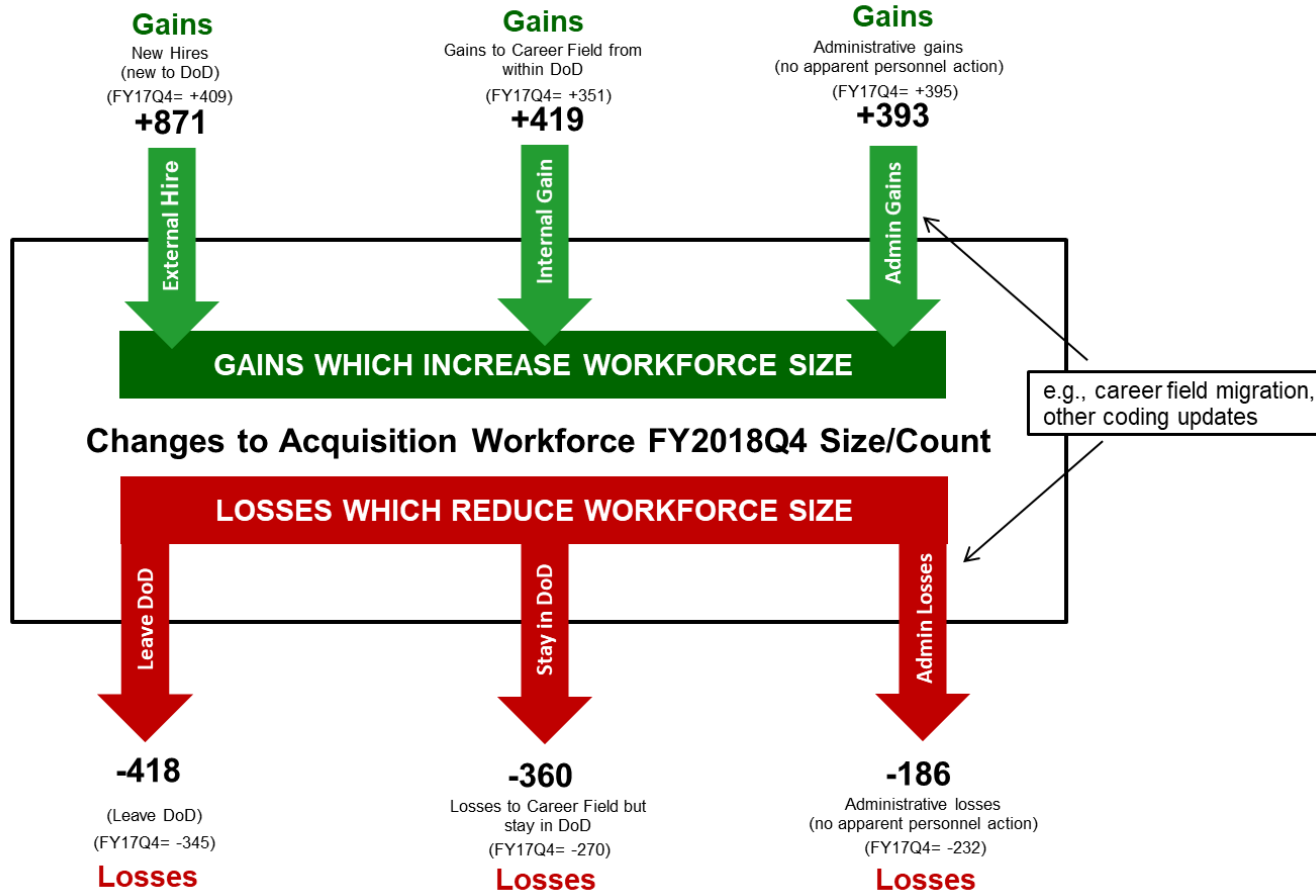 Gains
New Hires
(new to DoD)
(FY17Q4= +409)
+871
Gains
Gains to Career Field from
within DoD
(FY17Q4= +351)
+419
Gains
Administrative gains
(no apparent personnel action)
(FY17Q4= +395)
+393
External Hire
Internal Gain
Admin Gains
GAINS WHICH INCREASE WORKFORCE SIZE
e.g., career field migration,
other coding updates
Changes to Acquisition Workforce FY2018Q4 Size/Count
LOSSES WHICH REDUCE WORKFORCE SIZE
Leave DoD
Stay in DoD
Admin Losses
-418
(Leave DoD)
(FY17Q4= -345)
Losses
-360
Losses to Career Field but
stay in DoD
(FY17Q4= -270)
Losses
-186
Administrative losses
(no apparent personnel action)
(FY17Q4= -232)
Losses